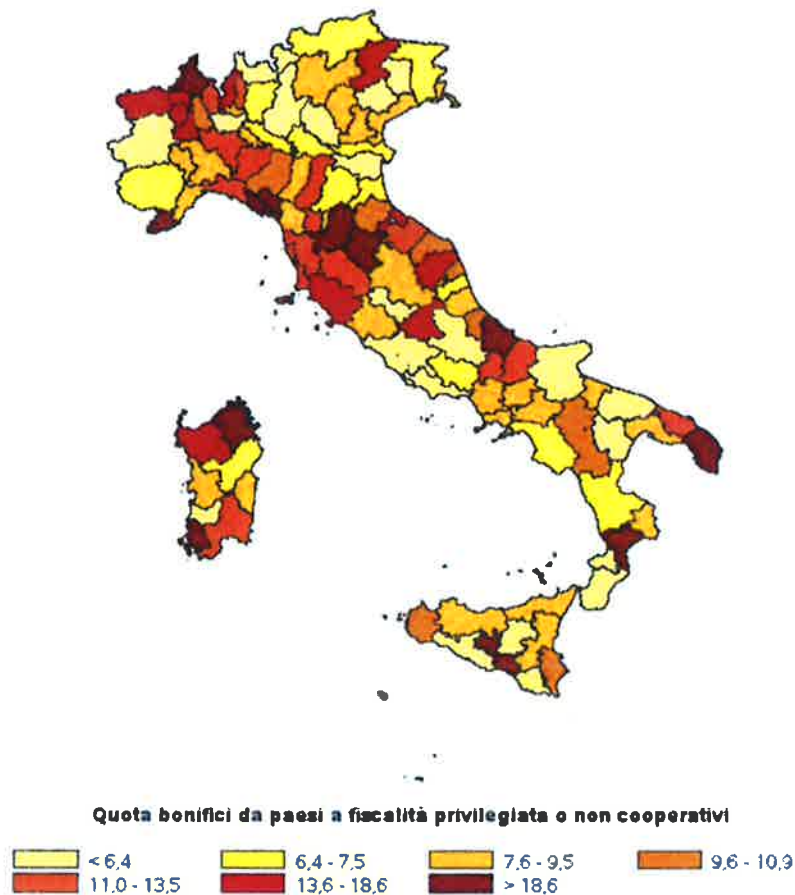 Quota bonifici da paesi a fiscalità privilegiata o non cooperativi
< 6,4 6,4 - 7,5 7,6 - 9,5 9,6 - 10,9
11,0 - 13,5 13,6 - 18,6 > 18,6